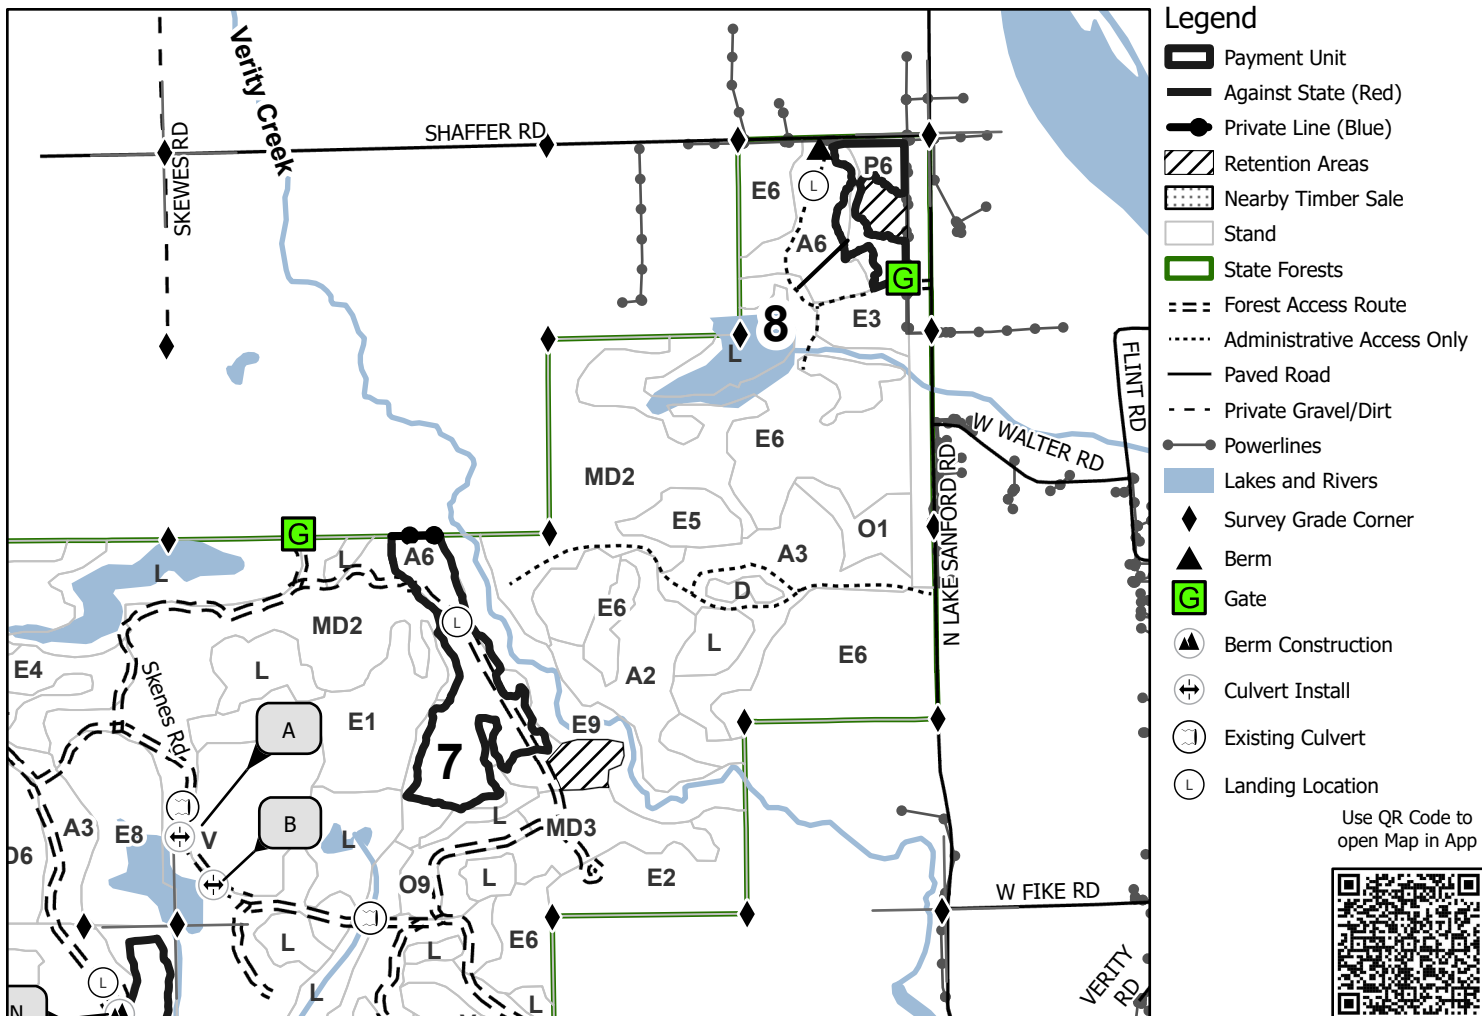 Verity Creek
SKEWES RD
SHAFFER RD
E6
P6
L
A6
G
8
E3
L
E6
MD2
E5
O1
A3
D
W WALTER RD
FLINT RD
N LAKE SANFORD RD
G
L
L
A6
L
MD2
E4
L
Skenes Rd
E1
A
7
E9
E6
A2
L
E6
B
A3
E8
V
L
L
MD3
O6
O9
L
E2
W FIKE RD
L
L
E6
L
L
L
N
VERITY
RD
Legend
Payment Unit
Against State (Red)
Private Line (Blue)
Retention Areas
Nearby Timber Sale
Stand
State Forests
Forest Access Route
Administrative Access Only
Paved Road
Private Gravel/Dirt
Powerlines
Lakes and Rivers
Survey Grade Corner
Berm
G
Gate
Berm Construction
Culvert Install
Existing Culvert
L
Landing Location
Use QR Code to
open Map in App